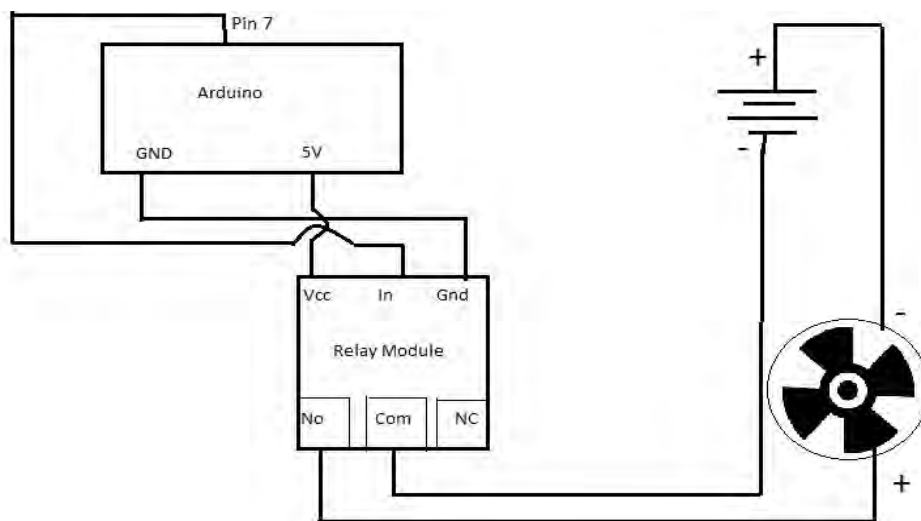 Pin 7
Arduino
GND 5V
+
-
Vcc In Gnd
Relay Module
No Com NC
-
+